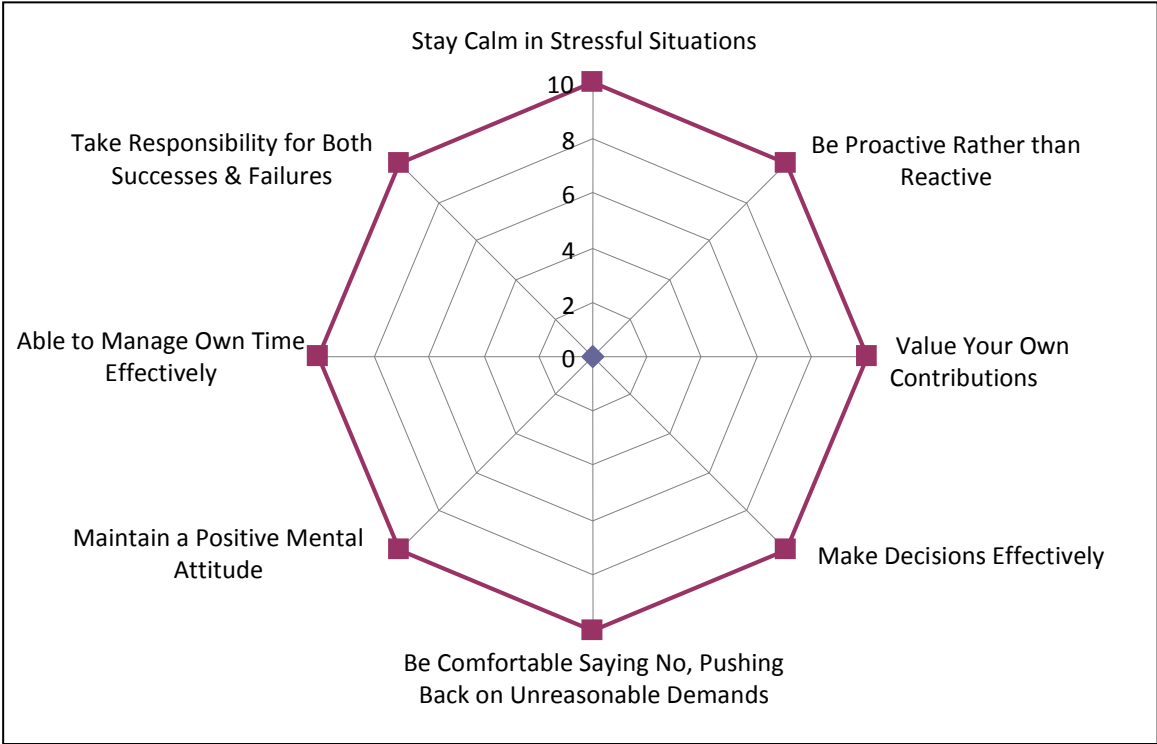 Stay Calm in Stressful Situations
10
Take Responsibility for Both
Successes & Failures
Be Proactive Rather than
Reactive
8
6
4
2
Able to Manage Own Time
Effectively
0
Value Your Own
Contributions
Maintain a Positive Mental
Attitude
Make Decisions Effectively
Be Comfortable Saying No, Pushing
Back on Unreasonable Demands